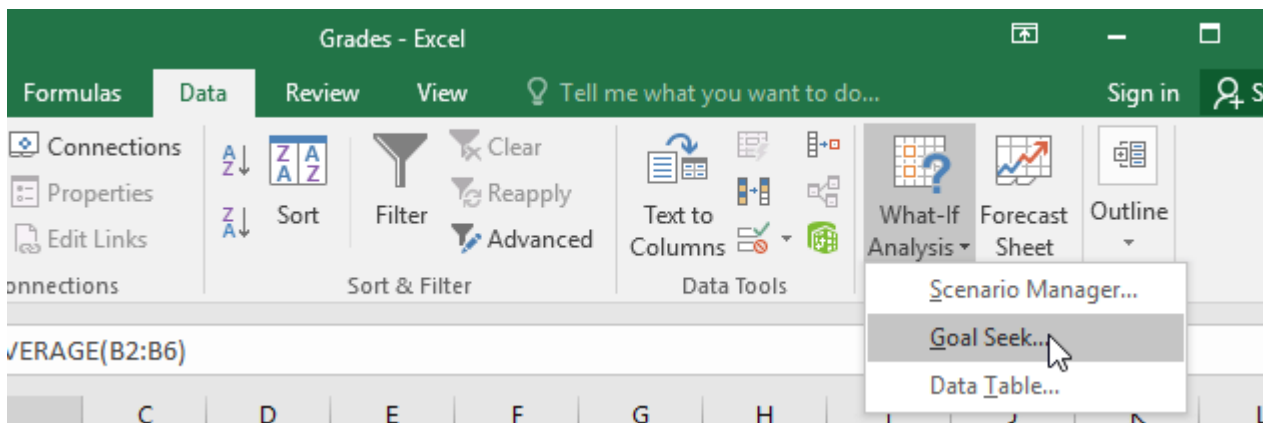 Grades - Excel
Formulas Data Review View Tell me what you want to do... Sign in S
Connections
Properties
Edit Links
onnections
A Z
Z A
Z A A Z
Sort
Filter
Clear
Reapply
Advanced
Sort & Filter
Text to
Columns
Data Tools
What-If
Analysis
Forecast
Sheet
Outline
Scenario Manager...
Goal Seek...
Data Table...
VERAGE(B2:B6)
C D E F G H